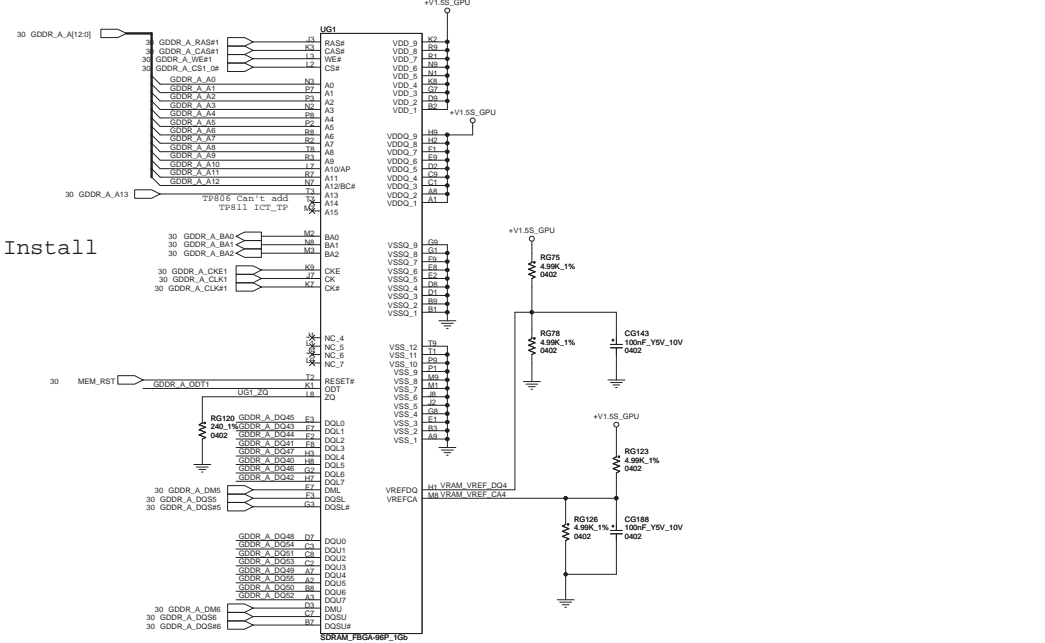 +V1.5S_GPU
UG1
30 GDDR_A_A[12:0]
30 GDDR_A_RAS#1 J3 RAS#
30 GDDR_A_CAS#1 K3 CAS#
30 GDDR_A_WE#1 L3 WE#
30 GDDR_A_CS1_0# L2 CS#
GDDR_A_A0 N3 A0
GDDR_A_A1 P7 A1
GDDR_A_A2 P3 A2
GDDR_A_A3 N2 A3
GDDR_A_A4 P8 A4
GDDR_A_A5 P2 A5
GDDR_A_A6 R8 A6
GDDR_A_A7 R2 A7
GDDR_A_A8 T8 A8
GDDR_A_A9 R3 A9
GDDR_A_A10 L7 A10/AP
GDDR_A_A11 R7 A11
GDDR_A_A12 N7 A12/BC#
30 GDDR_A_A13 T3 A13
TP806 Can't add A14
TP811 ICT_TP A15
Install
30 GDDR_A_BA0 M2 BA0
30 GDDR_A_BA1 N8 BA1
30 GDDR_A_BA2 M3 BA2
30 GDDR_A_CKE1 K9 CKE
30 GDDR_A_CLK1 J7 CK
30 GDDR_A_CLK#1 K7 CK#
NC_4
NC_5
NC_6
NC_7
30 MEM_RST T2 RESET#
GDDR_A_ODT1 K1 ODT
UG1_ZQ L8 ZQ
RG120
240_1%
0402
GDDR_A_DQ45 E3 DQL0
GDDR_A_DQ43 F7 DQL1
GDDR_A_DQ44 F2 DQL2
GDDR_A_DQ41 F8 DQL3
GDDR_A_DQ47 H3 DQL4
GDDR_A_DQ40 H8 DQL5
GDDR_A_DQ46 G2 DQL6
GDDR_A_DQ42 H7 DQL7
30 GDDR_A_DM5 E7 DML
30 GDDR_A_DQS5 F3 DQSL
30 GDDR_A_DQS#5 G3 DQSL#
GDDR_A_DQ48 D7 DQU0
GDDR_A_DQ54 C3 DQU1
GDDR_A_DQ51 C8 DQU2
GDDR_A_DQ53 C2 DQU3
GDDR_A_DQ49 A7 DQU4
GDDR_A_DQ55 A2 DQU5
GDDR_A_DQ50 B8 DQU6
GDDR_A_DQ52 A3 DQU7
30 GDDR_A_DM6 D3 DMU
30 GDDR_A_DQS6 C7 DQSU
30 GDDR_A_DQS#6 B7 DQSU#
SDRAM_FBGA-96P_1Gb
VDD_9 K2
VDD_8 R9
VDD_7 R1
VDD_6 N9
VDD_5 N1
VDD_4 K8
VDD_3 G7
VDD_2 D9
VDD_1 B2
+V1.5S_GPU
VDDQ_9 H9
VDDQ_8 H2
VDDQ_7 F1
VDDQ_6 E9
VDDQ_5 D2
VDDQ_4 C9
VDDQ_3 C1
VDDQ_2 A8
VDDQ_1 A1
VSSQ_9 G9
VSSQ_8 G1
VSSQ_7 F9
VSSQ_6 E8
VSSQ_5 E2
VSSQ_4 D8
VSSQ_3 D1
VSSQ_2 B9
VSSQ_1 B1
VSS_12 T9
VSS_11 T1
VSS_10 P9
VSS_9 P1
VSS_8 M9
VSS_7 M1
VSS_6 J8
VSS_5 J2
VSS_4 G8
VSS_3 E1
VSS_2 B3
VSS_1 A9
VREFDQ H1 VRAM_VREF_DQ4
VREFCA M8 VRAM_VREF_CA4
+V1.5S_GPU
RG75
4.99K_1%
0402
RG78
4.99K_1%
0402
CG143
100nF_Y5V_10V
0402
+V1.5S_GPU
RG123
4.99K_1%
0402
RG126
4.99K_1%
0402
CG188
100nF_Y5V_10V
0402